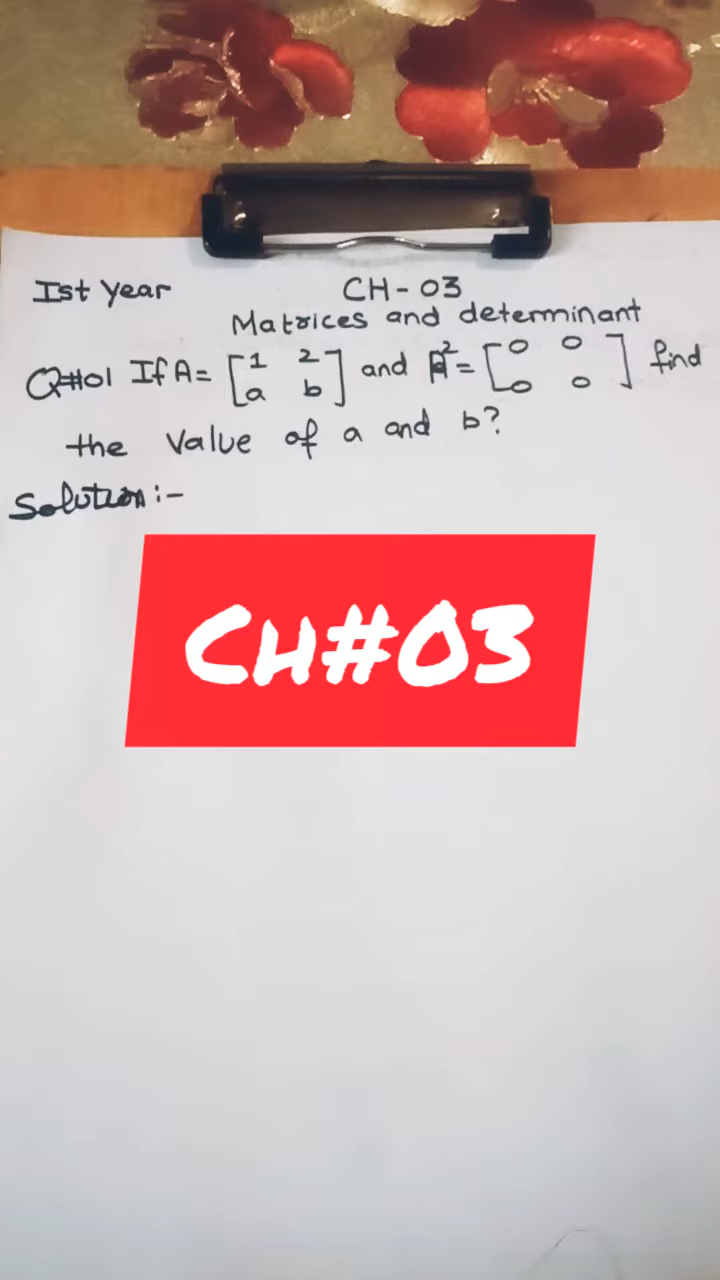 Ist Year CH-03
Matrices and determinant
Q#01 If A= [1 2 a b] and A²= [0 0 0 0] find
the Value of a and b?
Solution:-
CH#03